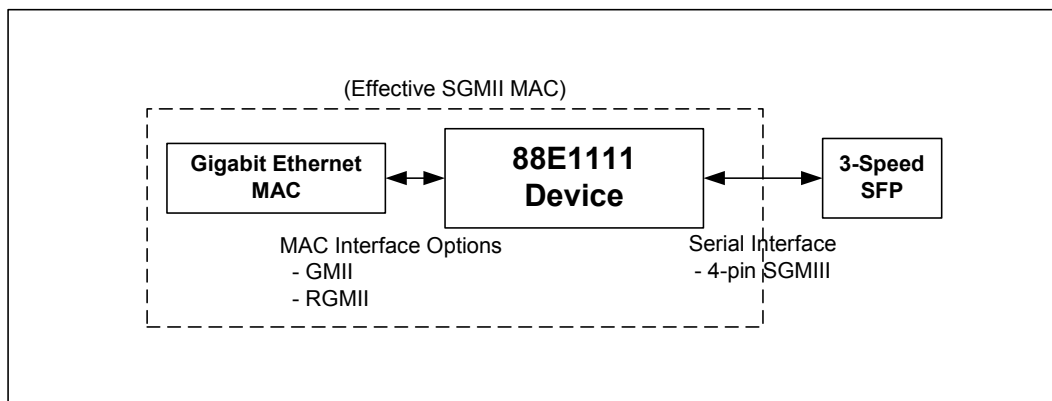 (Effective SGMII MAC)
Gigabit Ethernet
MAC
88E1111
Device
3-Speed
SFP
MAC Interface Options
- GMII
- RGMII
Serial Interface
- 4-pin SGMIII